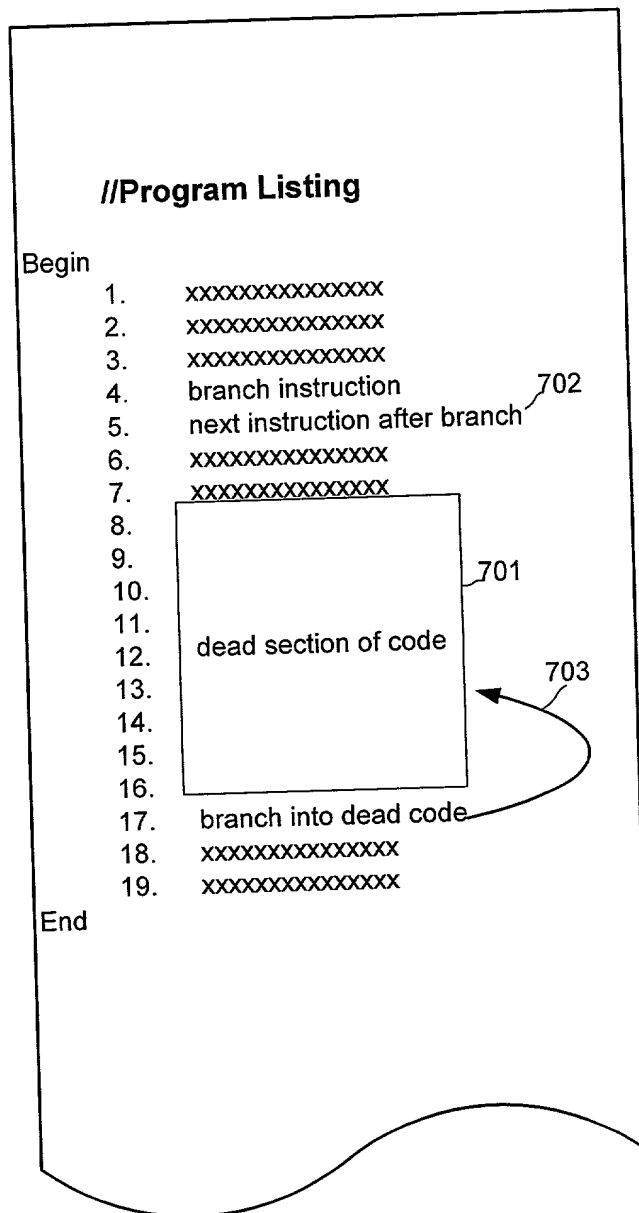 //Program Listing
Begin
1. xxxxxxxxxxxxxxx
2. xxxxxxxxxxxxxxx
3. xxxxxxxxxxxxxxx
4. branch instruction
702
5. next instruction after branch
6. xxxxxxxxxxxxxxx
7. xxxxxxxxxxxxxxx
8.
9.
10. 701
11.
12. dead section of code
13. 703
14.
15.
16.
17. branch into dead code
18. xxxxxxxxxxxxxxx
19. xxxxxxxxxxxxxxx
End